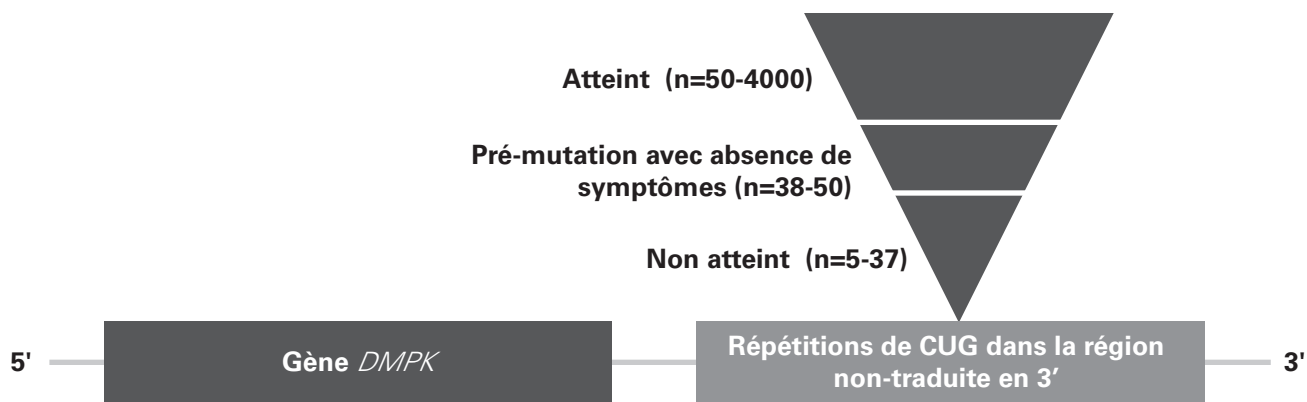 Atteint (n=50-4000)
Pré-mutation avec absence de
symptômes (n=38-50)
Non atteint (n=5-37)
5'
Gène DMPK
Répétitions de CUG dans la région
non-traduite en 3′
3'